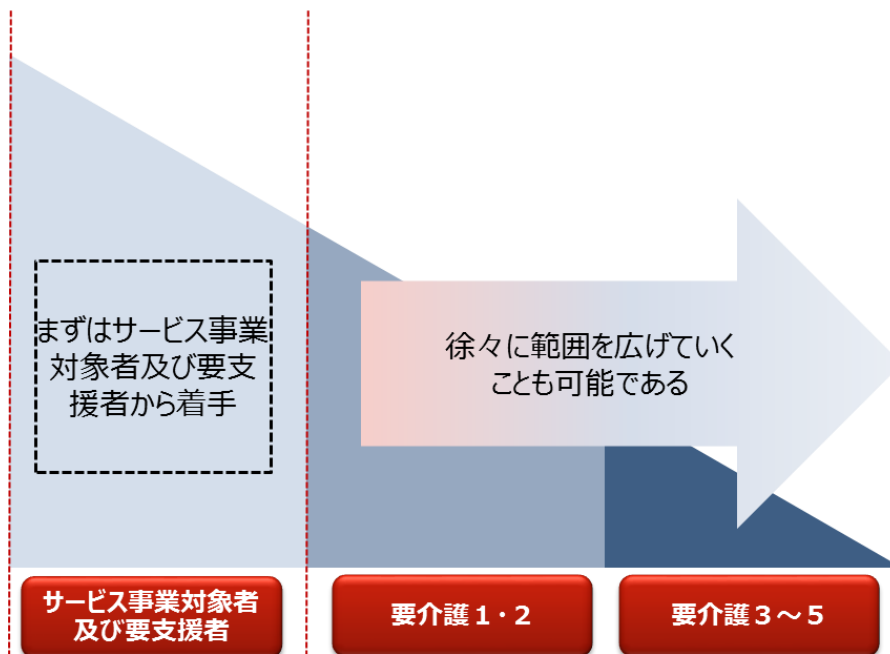 まずはサービス事業
対象者及び要支
援者から着手
徐々に範囲を広げていく
ことも可能である
サービス事業対象者
及び要支援者
要介護１・２
要介護３～５